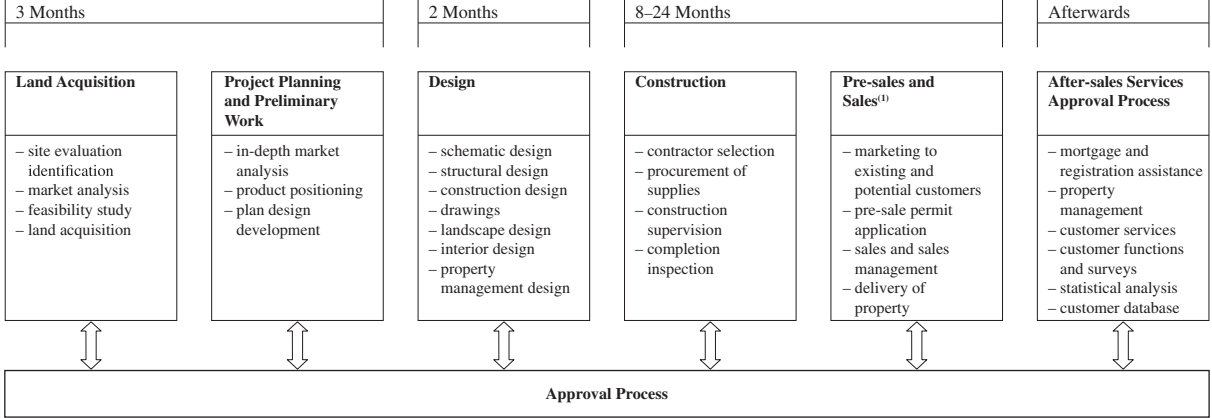 3 Months
2 Months
8–24 Months
Afterwards
Land Acquisition
– site evaluation
identification
– market analysis
– feasibility study
– land acquisition
Project Planning
and Preliminary
Work
– in-depth market
analysis
– product positioning
– plan design
development
Design
– schematic design
– structural design
– construction design
– drawings
– landscape design
– interior design
– property
management design
Construction
– contractor selection
– procurement of
supplies
– construction
supervision
– completion
inspection
Pre-sales and
Sales(1)
– marketing to
existing and
potential customers
– pre-sale permit
application
– sales and sales
management
– delivery of
property
After-sales Services
Approval Process
– mortgage and
registration assistance
– property
management
– customer services
– customer functions
and surveys
– statistical analysis
– customer database
Approval Process